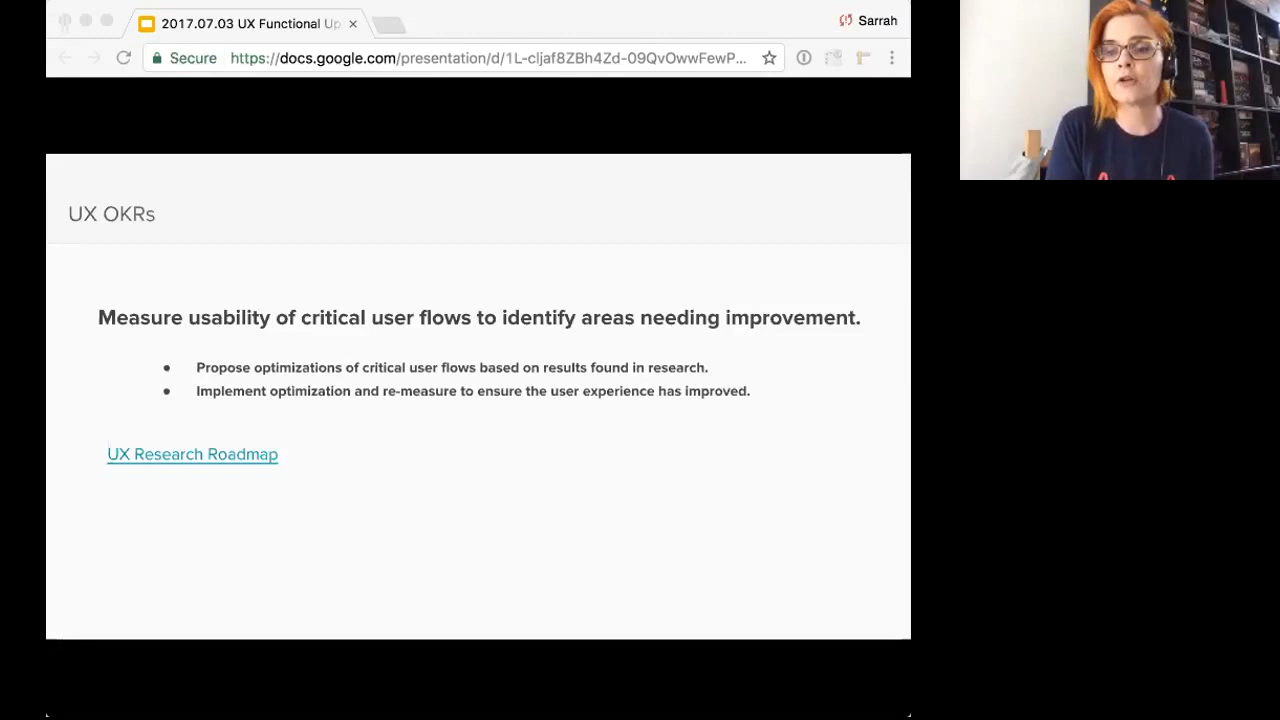 2017.07.03 UX Functional Up
Sarrah
Secure https://docs.google.com/presentation/d/1L-cljaf8ZBh4Zd-09QvOwwFewP...
UX OKRs
Measure usability of critical user flows to identify areas needing improvement.
● Propose optimizations of critical user flows based on results found in research.
● Implement optimization and re-measure to ensure the user experience has improved.
UX Research Roadmap